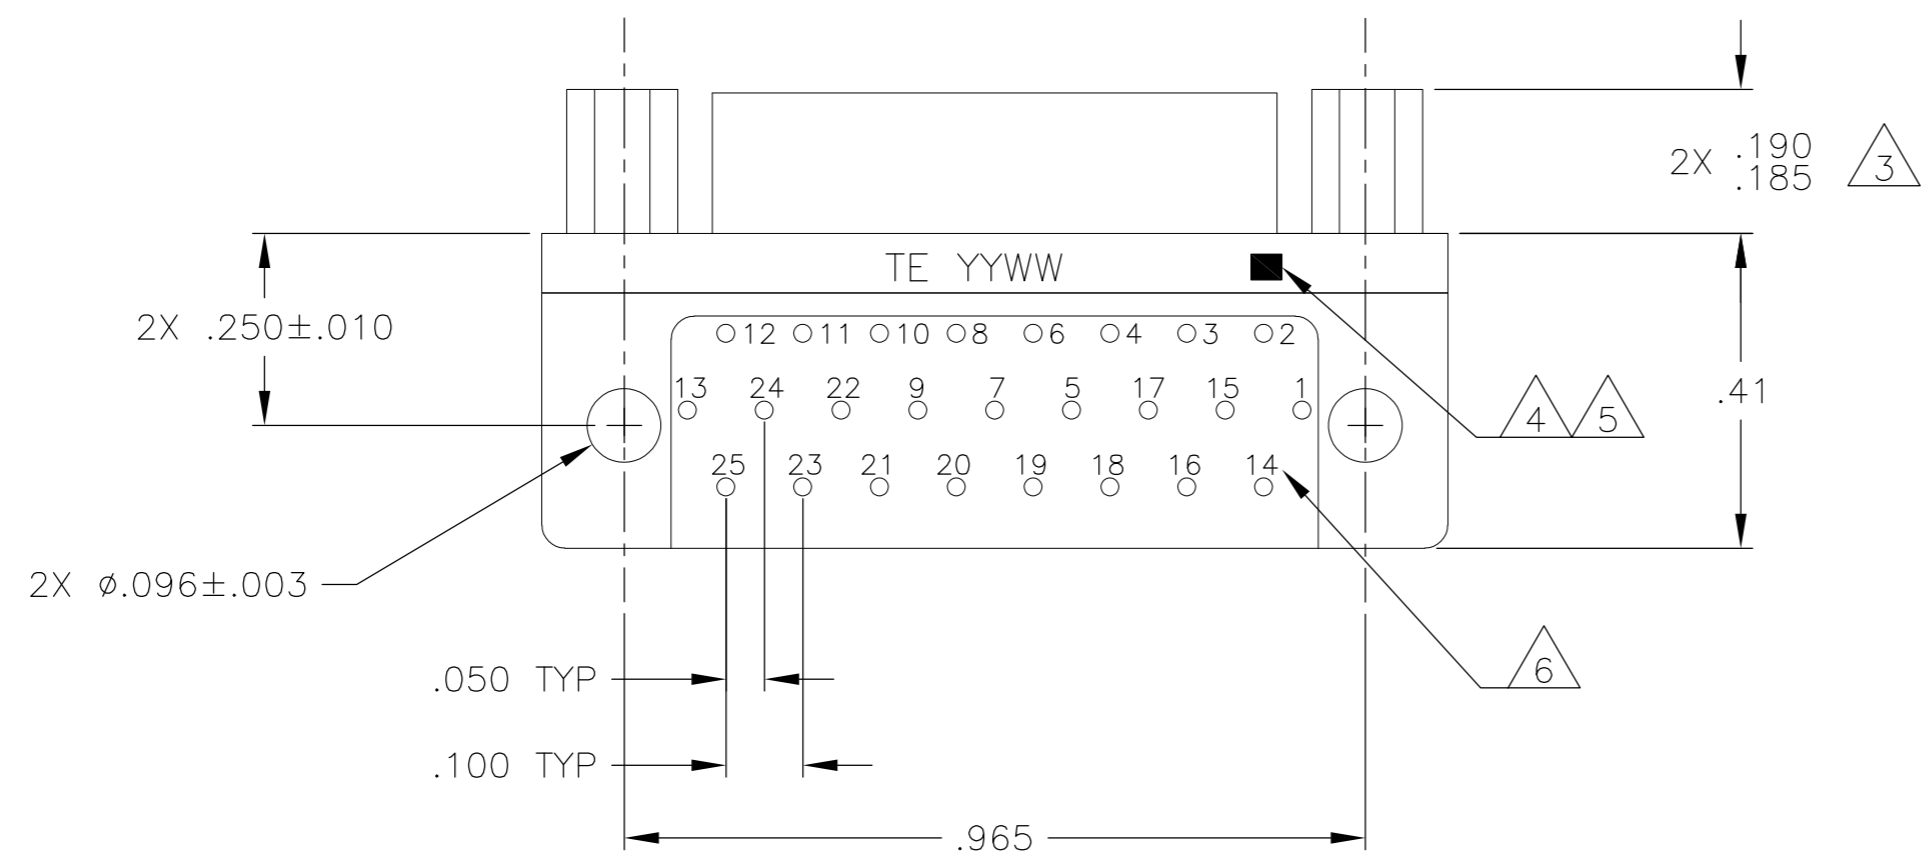 2X .190
.185
3
TE YYWW
2X .250±.010
12 11 10 8 6 4 3 2
13 24 22 9 7 5 17 15 1
.41
4 5
25 23 21 20 19 18 16 14
2X ⌀.096±.003
6
.050 TYP
.100 TYP
.965